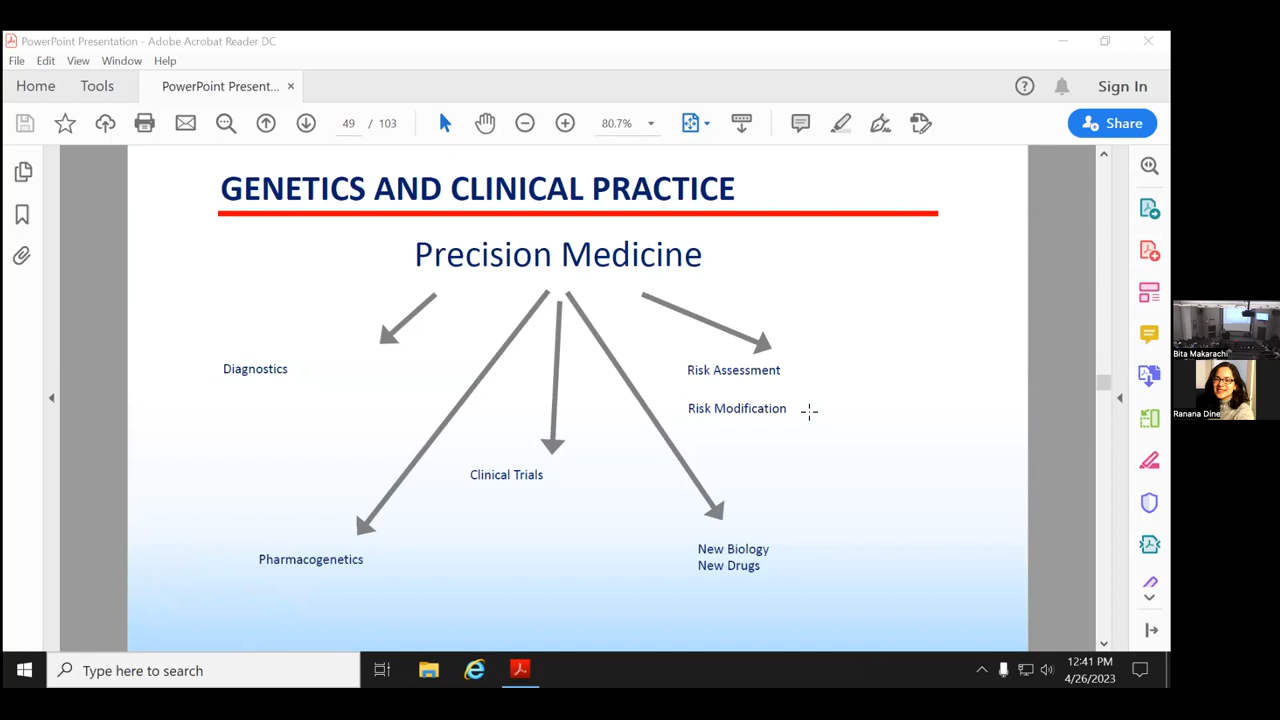 PowerPoint Presentation - Adobe Acrobat Reader DC
File Edit View Window Help
Home Tools PowerPoint Present... × Sign In
49 / 103 80.7% Share
GENETICS AND CLINICAL PRACTICE
Precision Medicine
Diagnostics
Risk Assessment
Risk Modification
Clinical Trials
Pharmacogenetics
New Biology
New Drugs
Bita Makarachi
Ranana Dine
Type here to search
12:41 PM
4/26/2023